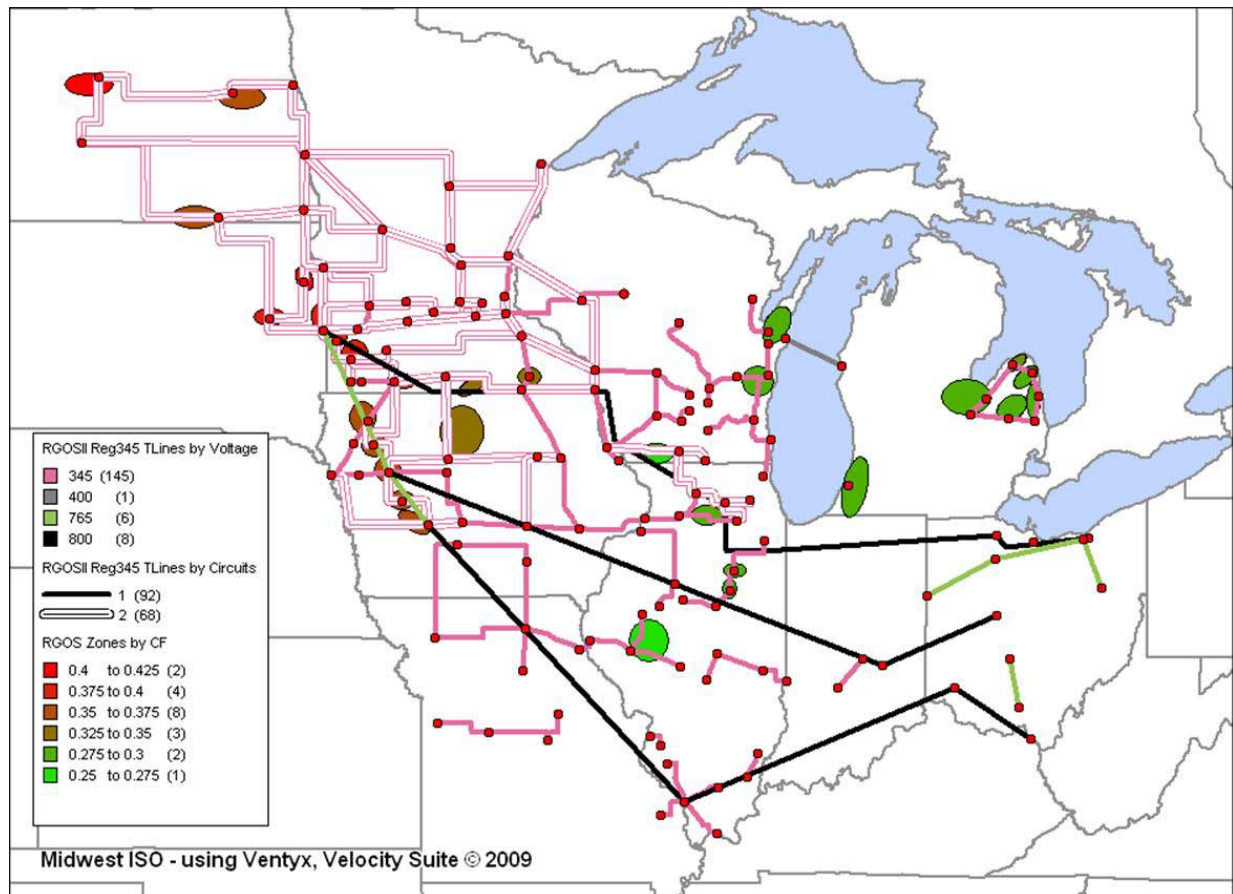 RGOSII Reg345 TLines by Voltage
345 (145)
400 (1)
765 (6)
800 (8)
RGOSII Reg345 TLines by Circuits
1 (92)
2 (68)
RGOS Zones by CF
0.4 to 0.425 (2)
0.375 to 0.4 (4)
0.35 to 0.375 (8)
0.325 to 0.35 (3)
0.275 to 0.3 (2)
0.25 to 0.275 (1)
Midwest ISO - using Ventyx, Velocity Suite © 2009